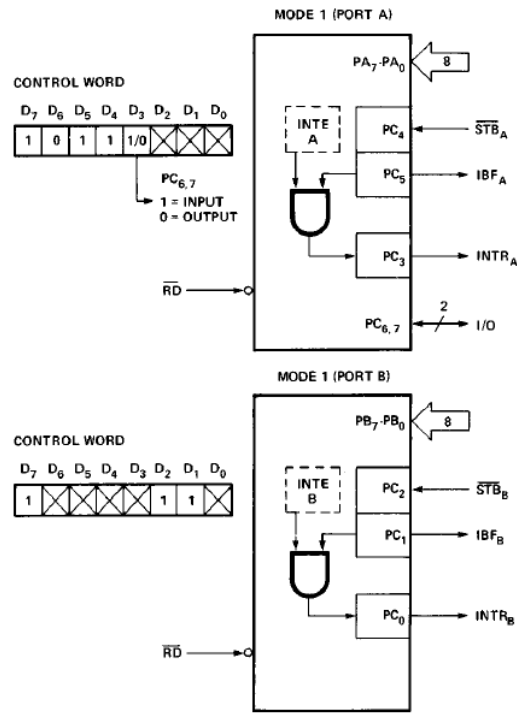 MODE 1 (PORT A)
PA7-PA0
8
CONTROL WORD
D7 D6 D5 D4 D3 D2 D1 D0
1 0 1 1 1/0
PC6,7
1 = INPUT
0 = OUTPUT
INTE
A
PC4
STBA
PC5
IBFA
PC3
INTRA
RD
PC6,7
2
I/O
MODE 1 (PORT B)
PB7-PB0
8
CONTROL WORD
D7 D6 D5 D4 D3 D2 D1 D0
1 1 1
INTE
B
PC2
STBB
PC1
IBFB
PC0
INTRB
RD